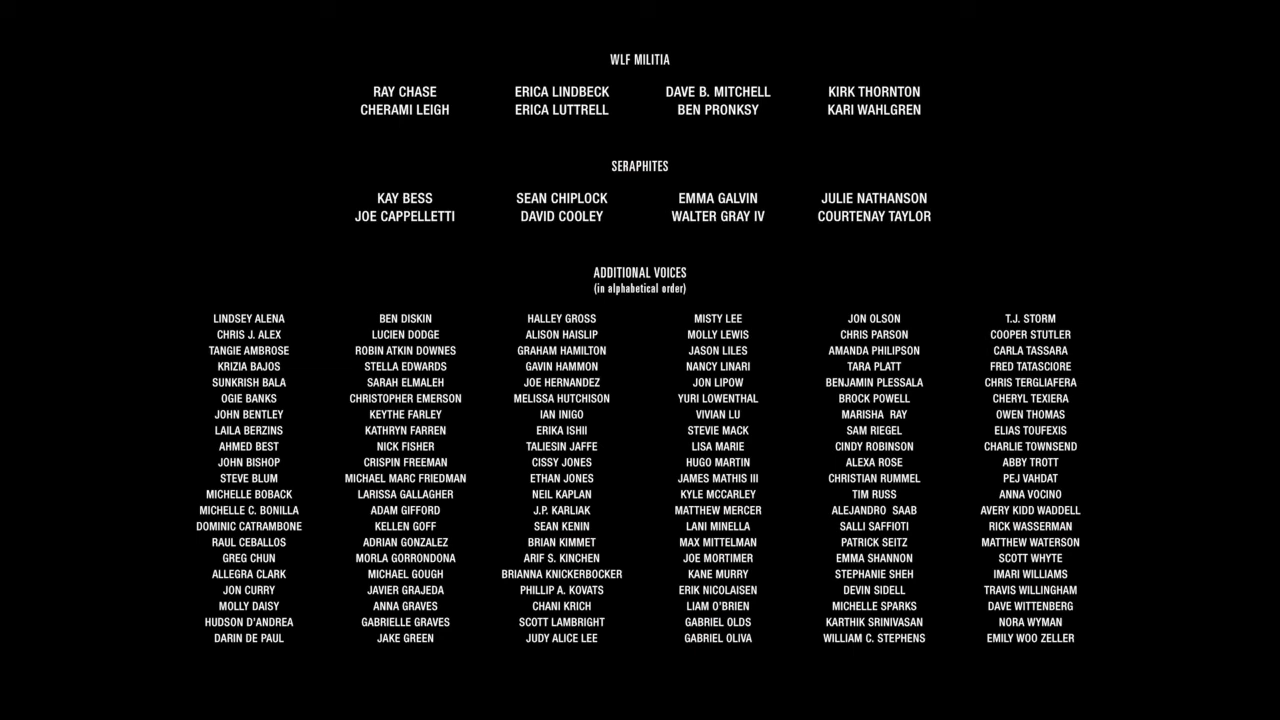 WLF MILITIA
RAY CHASE ERICA LINDBECK DAVE B. MITCHELL KIRK THORNTON
CHERAMI LEIGH ERICA LUTTRELL BEN PRONKSY KARI WAHLGREN
SERAPHITES
KAY BESS SEAN CHIPLOCK EMMA GALVIN JULIE NATHANSON
JOE CAPPELLETTI DAVID COOLEY WALTER GRAY IV COURTENAY TAYLOR
ADDITIONAL VOICES
(in alphabetical order)
LINDSEY ALENA BEN DISKIN HALLEY GROSS MISTY LEE JON OLSON T.J. STORM
CHRIS J. ALEX LUCIEN DODGE ALISON HAISLIP MOLLY LEWIS CHRIS PARSON COOPER STUTLER
TANGIE AMBROSE ROBIN ATKIN DOWNES GRAHAM HAMILTON JASON LILES AMANDA PHILIPSON CARLA TASSARA
KRIZIA BAJOS STELLA EDWARDS GAVIN HAMMON NANCY LINARI TARA PLATT FRED TATASCIORE
SUNKRISH BALA SARAH ELMALEH JOE HERNANDEZ JON LIPOW BENJAMIN PLESSALA CHRIS TERGLIAFERA
OGIE BANKS CHRISTOPHER EMERSON MELISSA HUTCHISON YURI LOWENTHAL BROCK POWELL CHERYL TEXIERA
JOHN BENTLEY KEYTHE FARLEY IAN INIGO VIVIAN LU MARISHA RAY OWEN THOMAS
LAILA BERZINS KATHRYN FARREN ERIKA ISHII STEVIE MACK SAM RIEGEL ELIAS TOUFEXIS
AHMED BEST NICK FISHER TALIESIN JAFFE LISA MARIE CINDY ROBINSON CHARLIE TOWNSEND
JOHN BISHOP CRISPIN FREEMAN CISSY JONES HUGO MARTIN ALEXA ROSE ABBY TROTT
STEVE BLUM MICHAEL MARC FRIEDMAN ETHAN JONES JAMES MATHIS III CHRISTIAN RUMMEL PEJ VAHDAT
MICHELLE BOBACK LARISSA GALLAGHER NEIL KAPLAN KYLE MCCARLEY TIM RUSS ANNA VOCINO
MICHELLE C. BONILLA ADAM GIFFORD J.P. KARLIAK MATTHEW MERCER ALEJANDRO SAAB AVERY KIDD WADDELL
DOMINIC CATRAMBONE KELLEN GOFF SEAN KENIN LANI MINELLA SALLI SAFFIOTI RICK WASSERMAN
RAUL CEBALLOS ADRIAN GONZALEZ BRIAN KIMMET MAX MITTELMAN PATRICK SEITZ MATTHEW WATERSON
GREG CHUN MORLA GORRONDONA ARIF S. KINCHEN JOE MORTIMER EMMA SHANNON SCOTT WHYTE
ALLEGRA CLARK MICHAEL GOUGH BRIANNA KNICKERBOCKER KANE MURRY STEPHANIE SHEH IMARI WILLIAMS
JON CURRY JAVIER GRAJEDA PHILLIP A. KOVATS ERIK NICOLAISEN DEVIN SIDELL TRAVIS WILLINGHAM
MOLLY DAISY ANNA GRAVES CHANI KRICH LIAM O'BRIEN MICHELLE SPARKS DAVE WITTENBERG
HUDSON D'ANDREA GABRIELLE GRAVES SCOTT LAMBRIGHT GABRIEL OLDS KARTHIK SRINIVASAN NORA WYMAN
DARIN DE PAUL JAKE GREEN JUDY ALICE LEE GABRIEL OLIVA WILLIAM C. STEPHENS EMILY WOO ZELLER